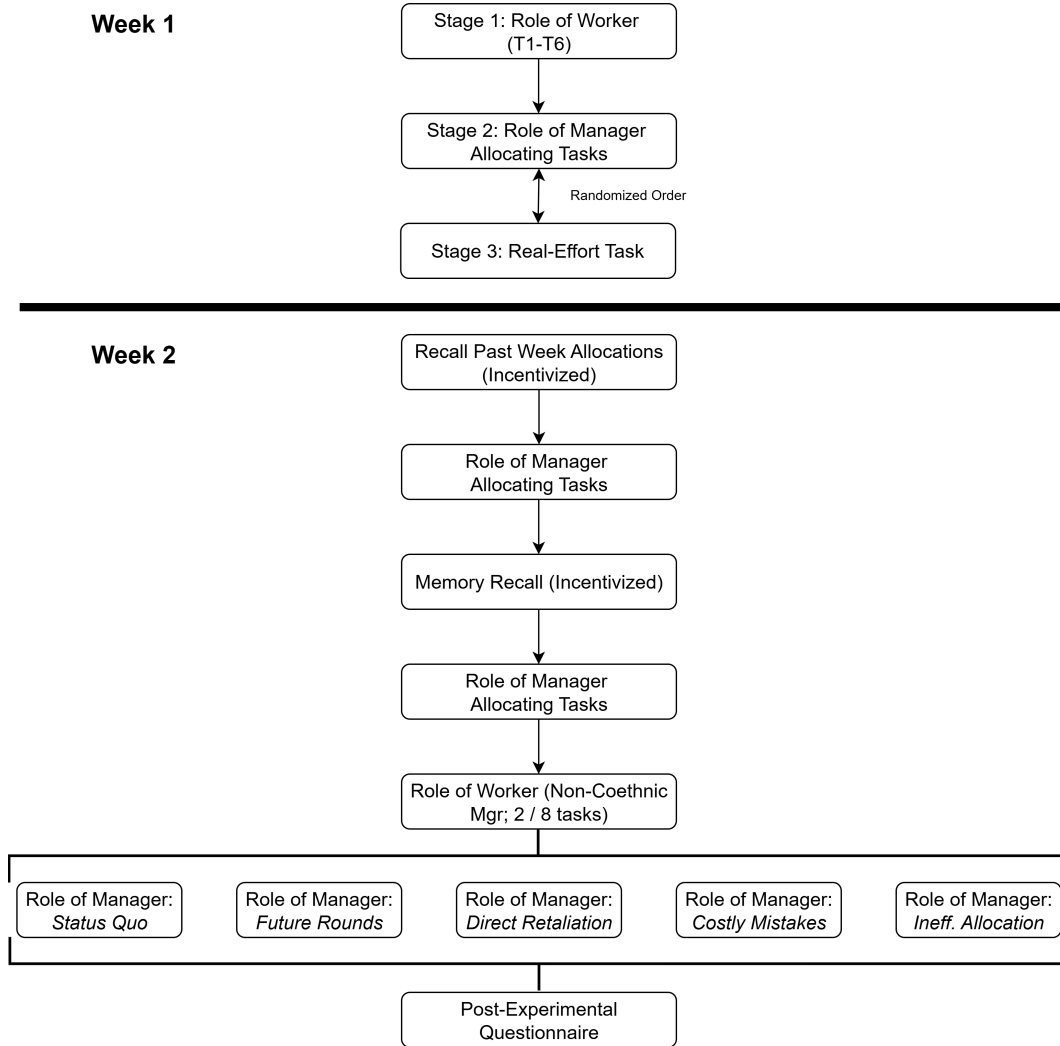 Week 1
Stage 1: Role of Worker
(T1-T6)
Stage 2: Role of Manager
Allocating Tasks
Randomized Order
Stage 3: Real-Effort Task
Week 2
Recall Past Week Allocations
(Incentivized)
Role of Manager
Allocating Tasks
Memory Recall (Incentivized)
Role of Manager
Allocating Tasks
Role of Worker (Non-Coethnic
Mgr; 2 / 8 tasks)
Role of Manager:
Status Quo
Role of Manager:
Future Rounds
Role of Manager:
Direct Retaliation
Role of Manager:
Costly Mistakes
Role of Manager:
Ineff. Allocation
Post-Experimental
Questionnaire